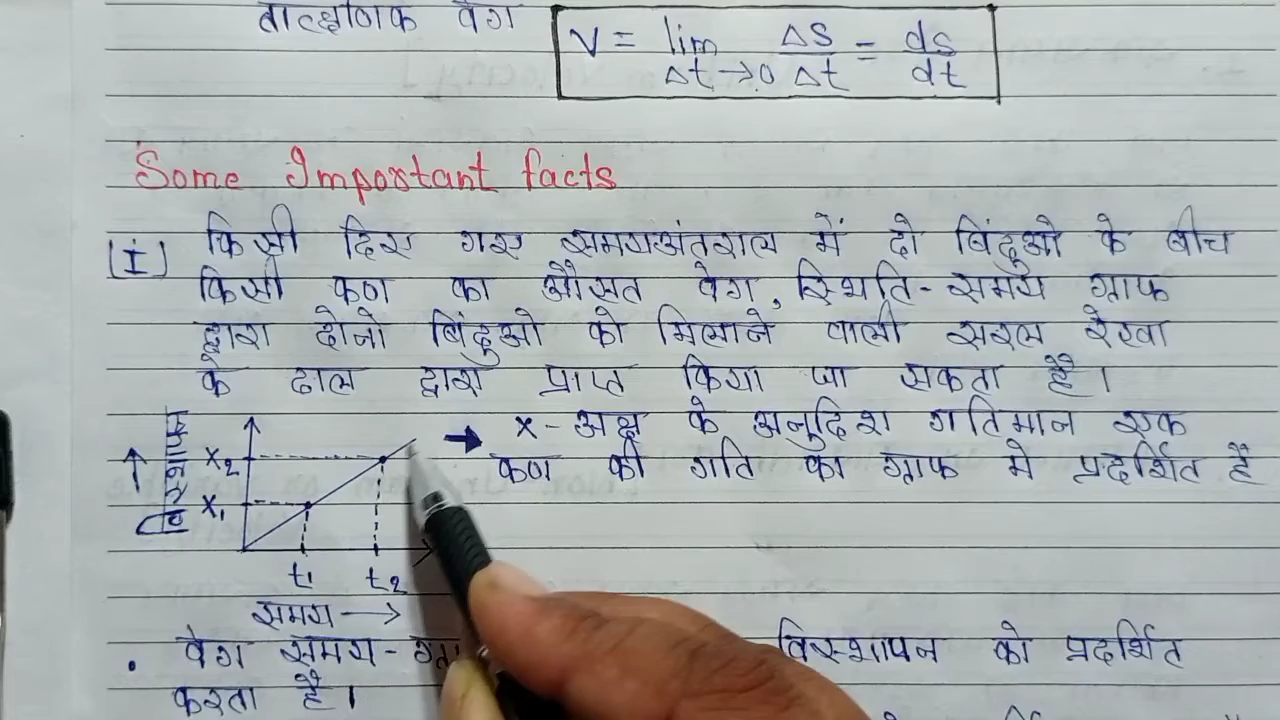 तात्क्षणिक वेग V = lim Δt→0 Δs/Δt = ds/dt
Some Important facts
(I) किसी दिए गए समयअंतराल में दो बिंदुओ के बीच
किसी कण का औसत वेग, स्थिति-समय ग्राफ
द्वारा दोनो बिंदुओ को मिलाने वाली सरल रेखा
के ढाल द्वारा प्राप्त किया जा सकता है।
→ x-अक्ष के अनुदिश गतिमान एक
कण की गति का ग्राफ मे प्रदर्शित है
विस्थापन →
x₂
x₁
t₁ t₂
समय →
• वेग समय- विस्थापन को प्रदर्शित
करता है।